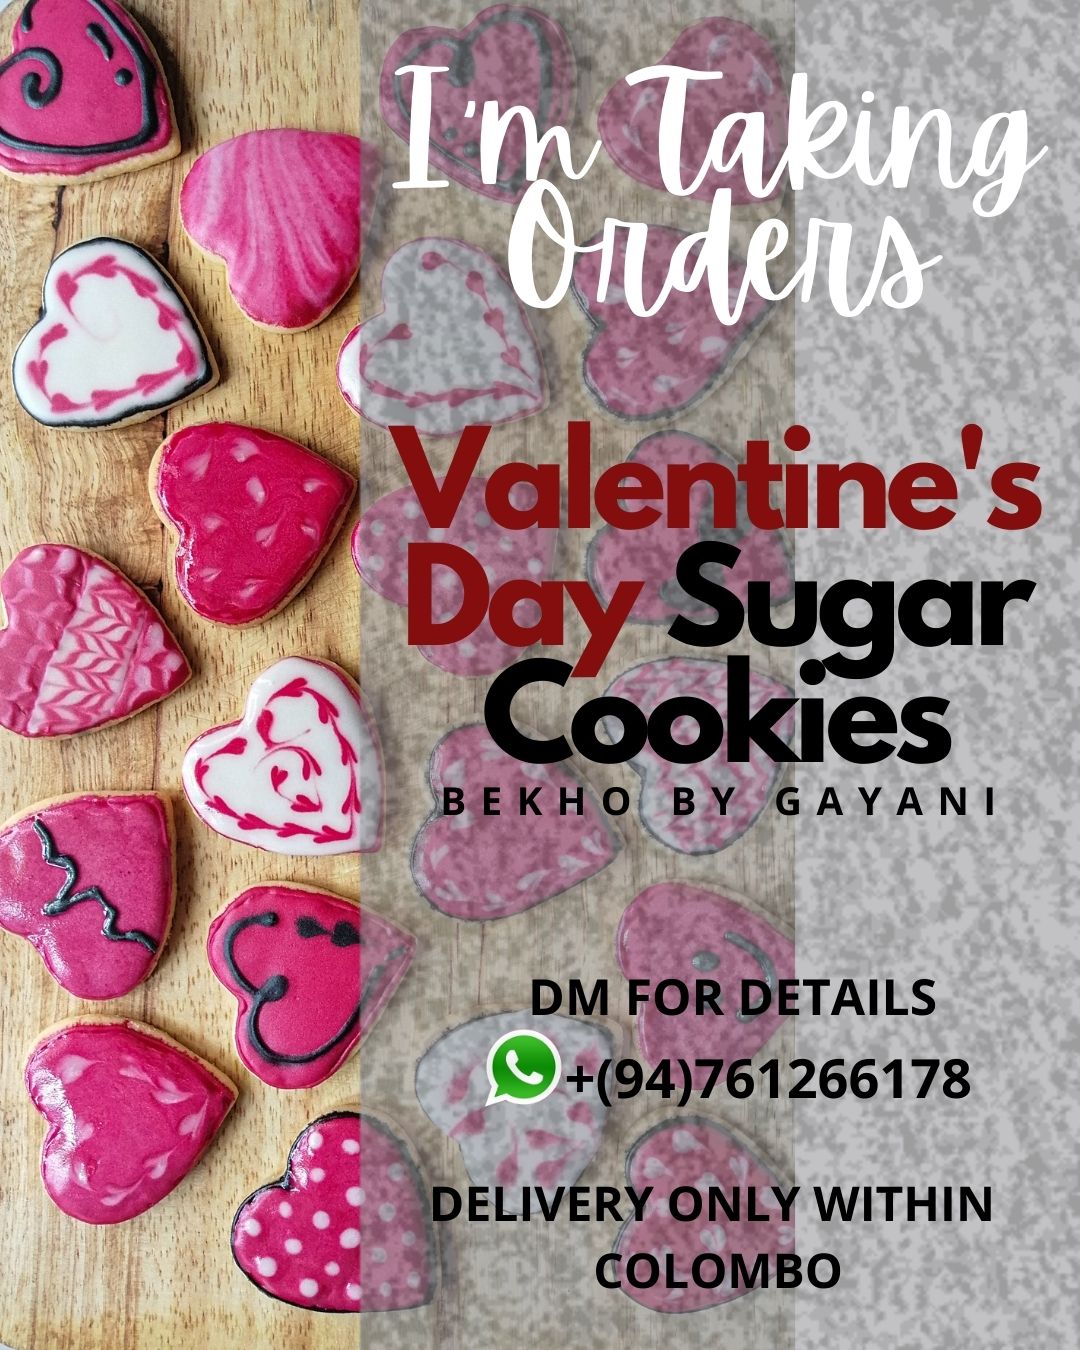 I'm Taking
Orders
Valentine's
Day Sugar
Cookies
BEKHO BY GAYANI
DM FOR DETAILS
+(94)761266178
DELIVERY ONLY WITHIN
COLOMBO